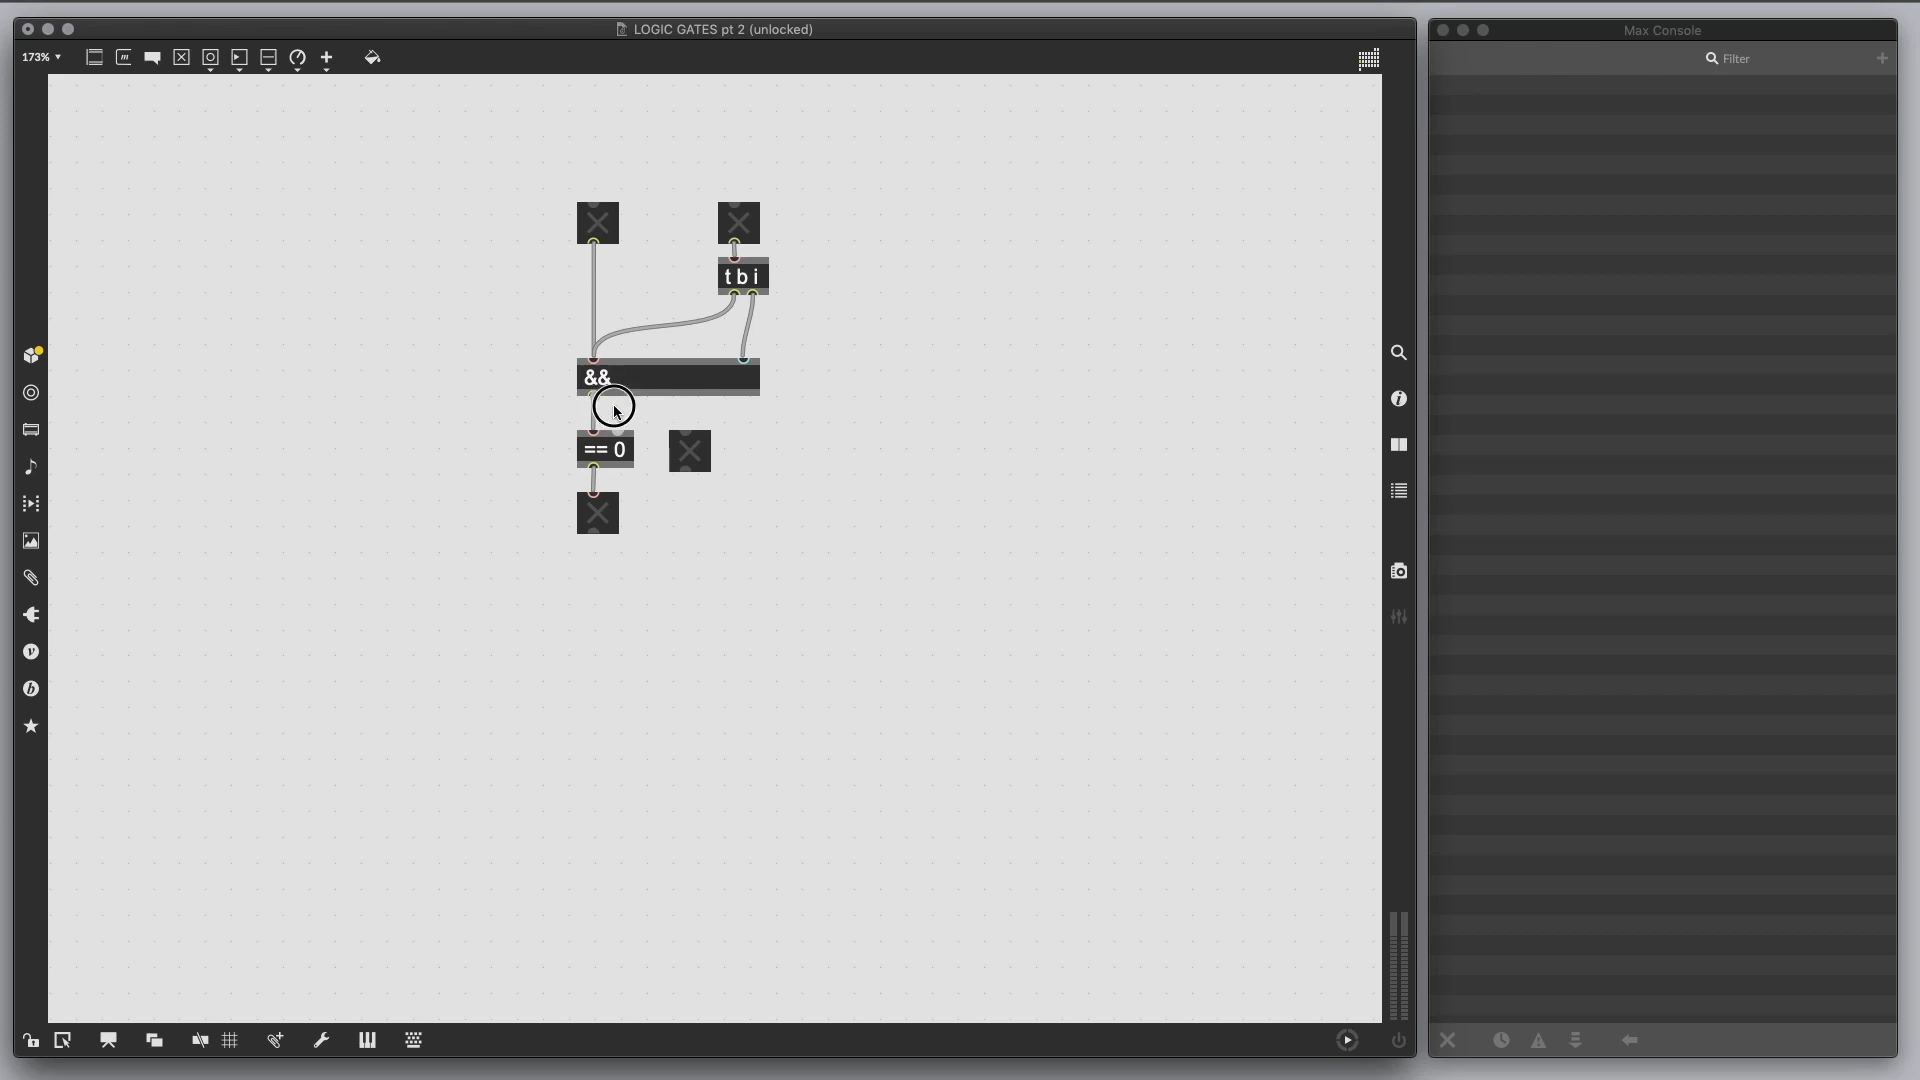 LOGIC GATES pt 2 (unlocked)
Max Console
173%
Filter
t b i
&&
== 0